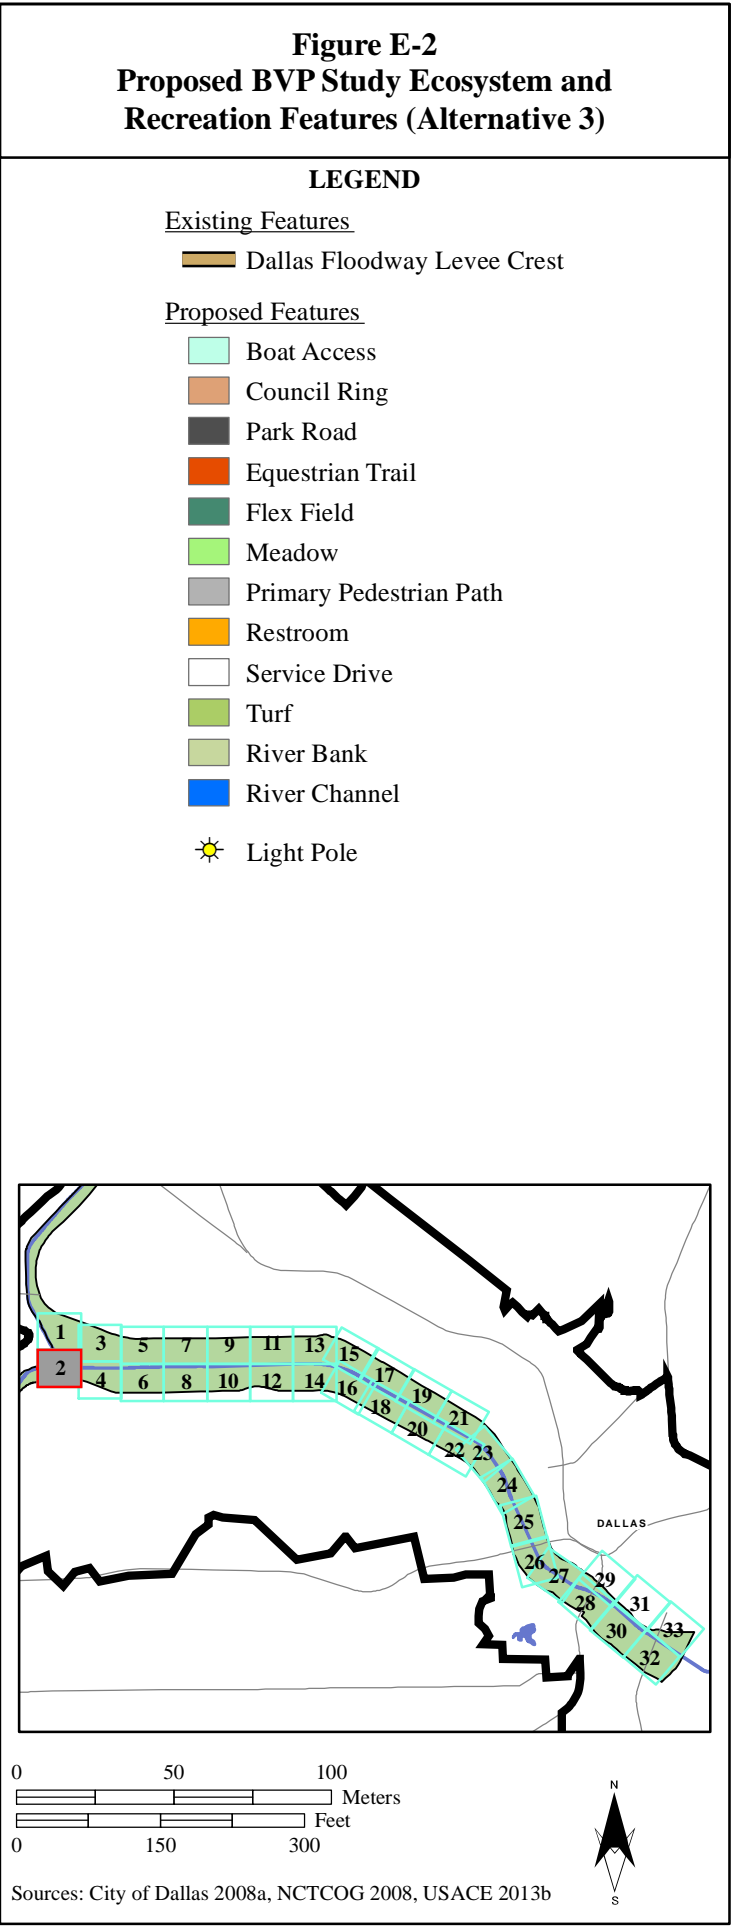 Figure E-2
Proposed BVP Study Ecosystem and
Recreation Features (Alternative 3)
LEGEND
Existing Features
Dallas Floodway Levee Crest
Proposed Features
Boat Access
Council Ring
Park Road
Equestrian Trail
Flex Field
Meadow
Primary Pedestrian Path
Restroom
Service Drive
Turf
River Bank
River Channel
Light Pole
1
3 5 7 9 11 13 15
2
4 6 8 10 12 14 16
17
18
19
20
21
22 23
24
25
DALLAS
26
27
29
28
31
30
33
32
0 50 100
Meters
Feet
0 150 300
N
S
Sources: City of Dallas 2008a, NCTCOG 2008, USACE 2013b